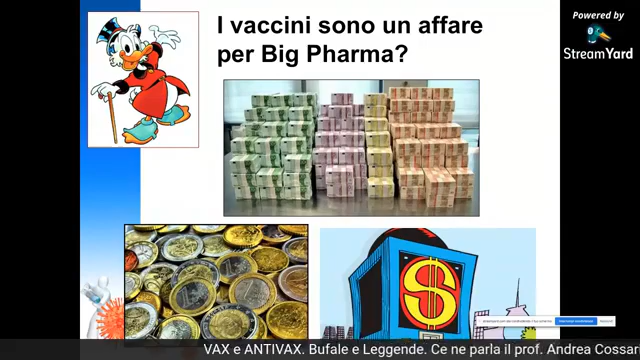 I vaccini sono un affare
per Big Pharma?
Powered by
StreamYard
$
VAX e ANTIVAX. Bufale e Leggende. Ce ne parla il prof. Andrea Cossar